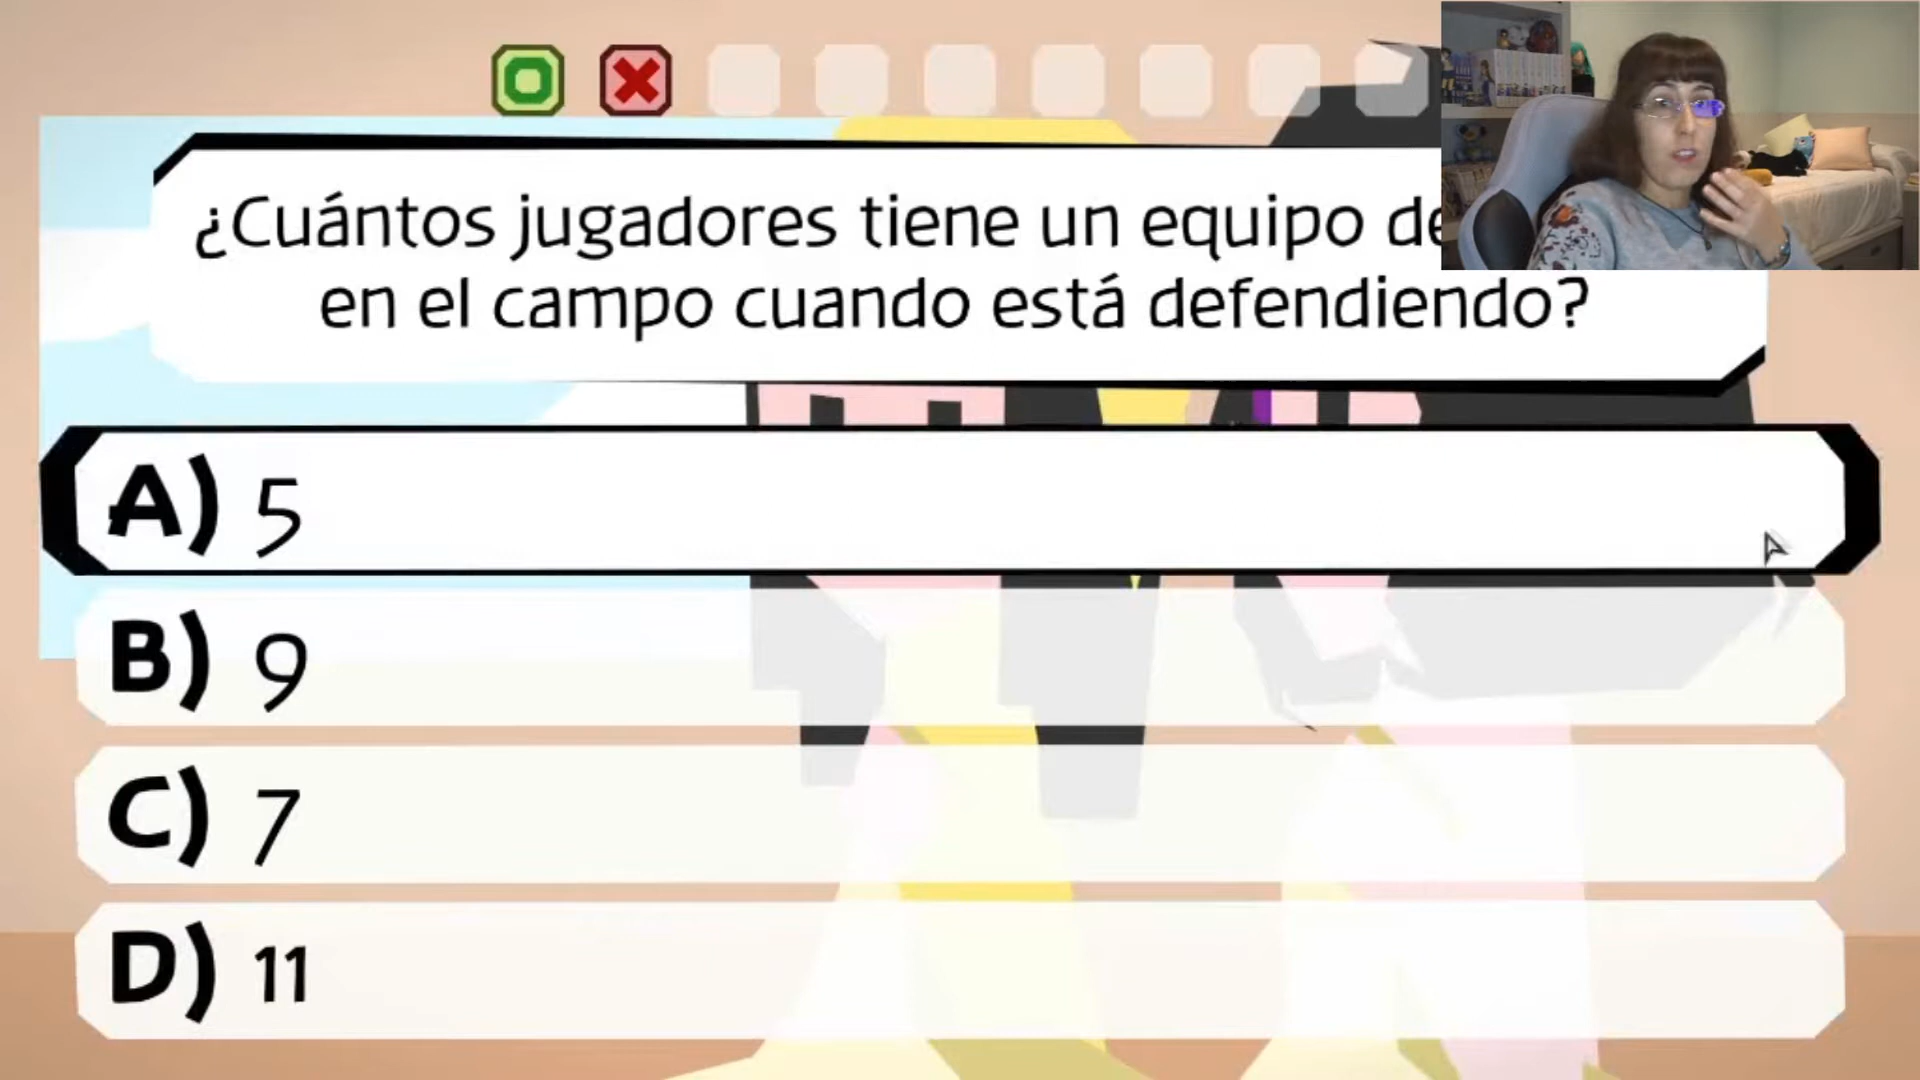 ¿Cuántos jugadores tiene un equipo de
en el campo cuando está defendiendo?
A) 5
B) 9
C) 7
D) 11